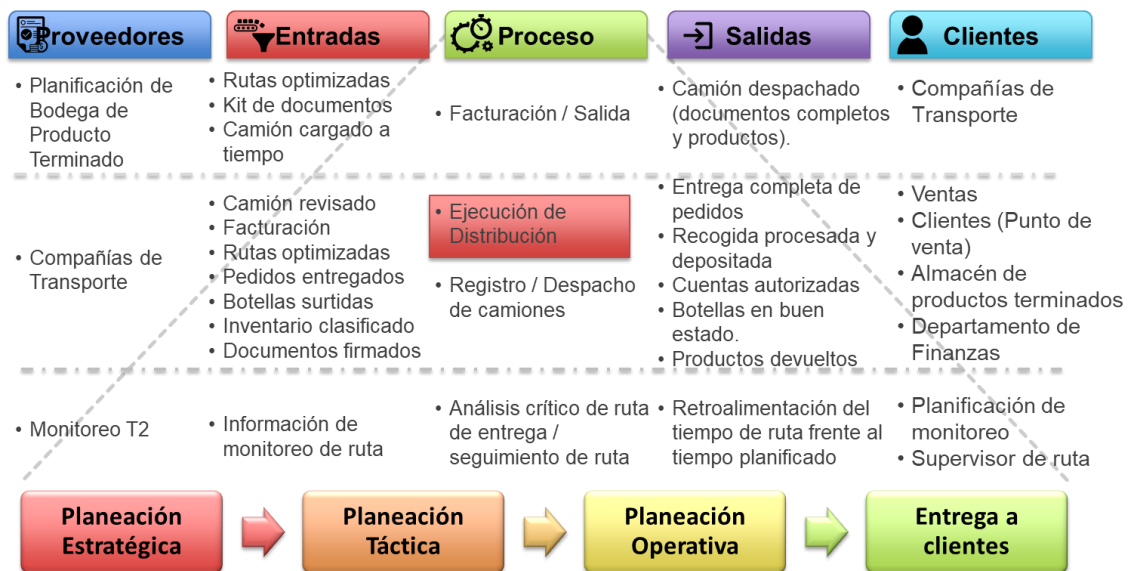 Proveedores
Entradas
Proceso
Salidas
Clientes
• Planificación de
Bodega de
Producto
Terminado
• Rutas optimizadas
• Kit de documentos
• Camión cargado a
tiempo
• Facturación / Salida
• Camión despachado
(documentos completos
y productos).
• Compañías de
Transporte
• Compañías de
Transporte
• Camión revisado
• Facturación
• Rutas optimizadas
• Pedidos entregados
• Botellas surtidas
• Inventario clasificado
• Documentos firmados
• Ejecución de
Distribución
• Registro / Despacho
de camiones
• Entrega completa de
pedidos
• Recogida procesada y
depositada
• Cuentas autorizadas
• Botellas en buen
estado.
• Productos devueltos
• Ventas
• Clientes (Punto de
venta)
• Almacén de
productos terminados
• Departamento de
Finanzas
• Monitoreo T2
• Información de
monitoreo de ruta
• Análisis crítico de ruta
de entrega /
seguimiento de ruta
• Retroalimentación del
tiempo de ruta frente al
tiempo planificado
• Planificación de
monitoreo
• Supervisor de ruta
Planeación
Estratégica
Planeación
Táctica
Planeación
Operativa
Entrega a
clientes